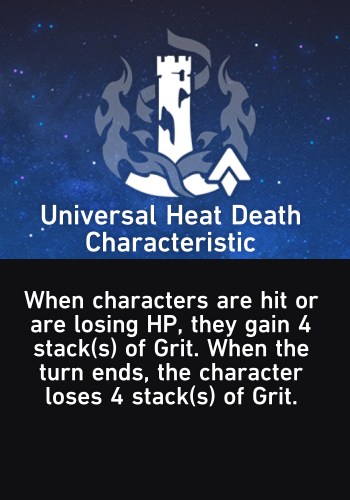 Universal Heat Death
Characteristic
When characters are hit or
are losing HP, they gain 4
stack(s) of Grit. When the
turn ends, the character
loses 4 stack(s) of Grit.